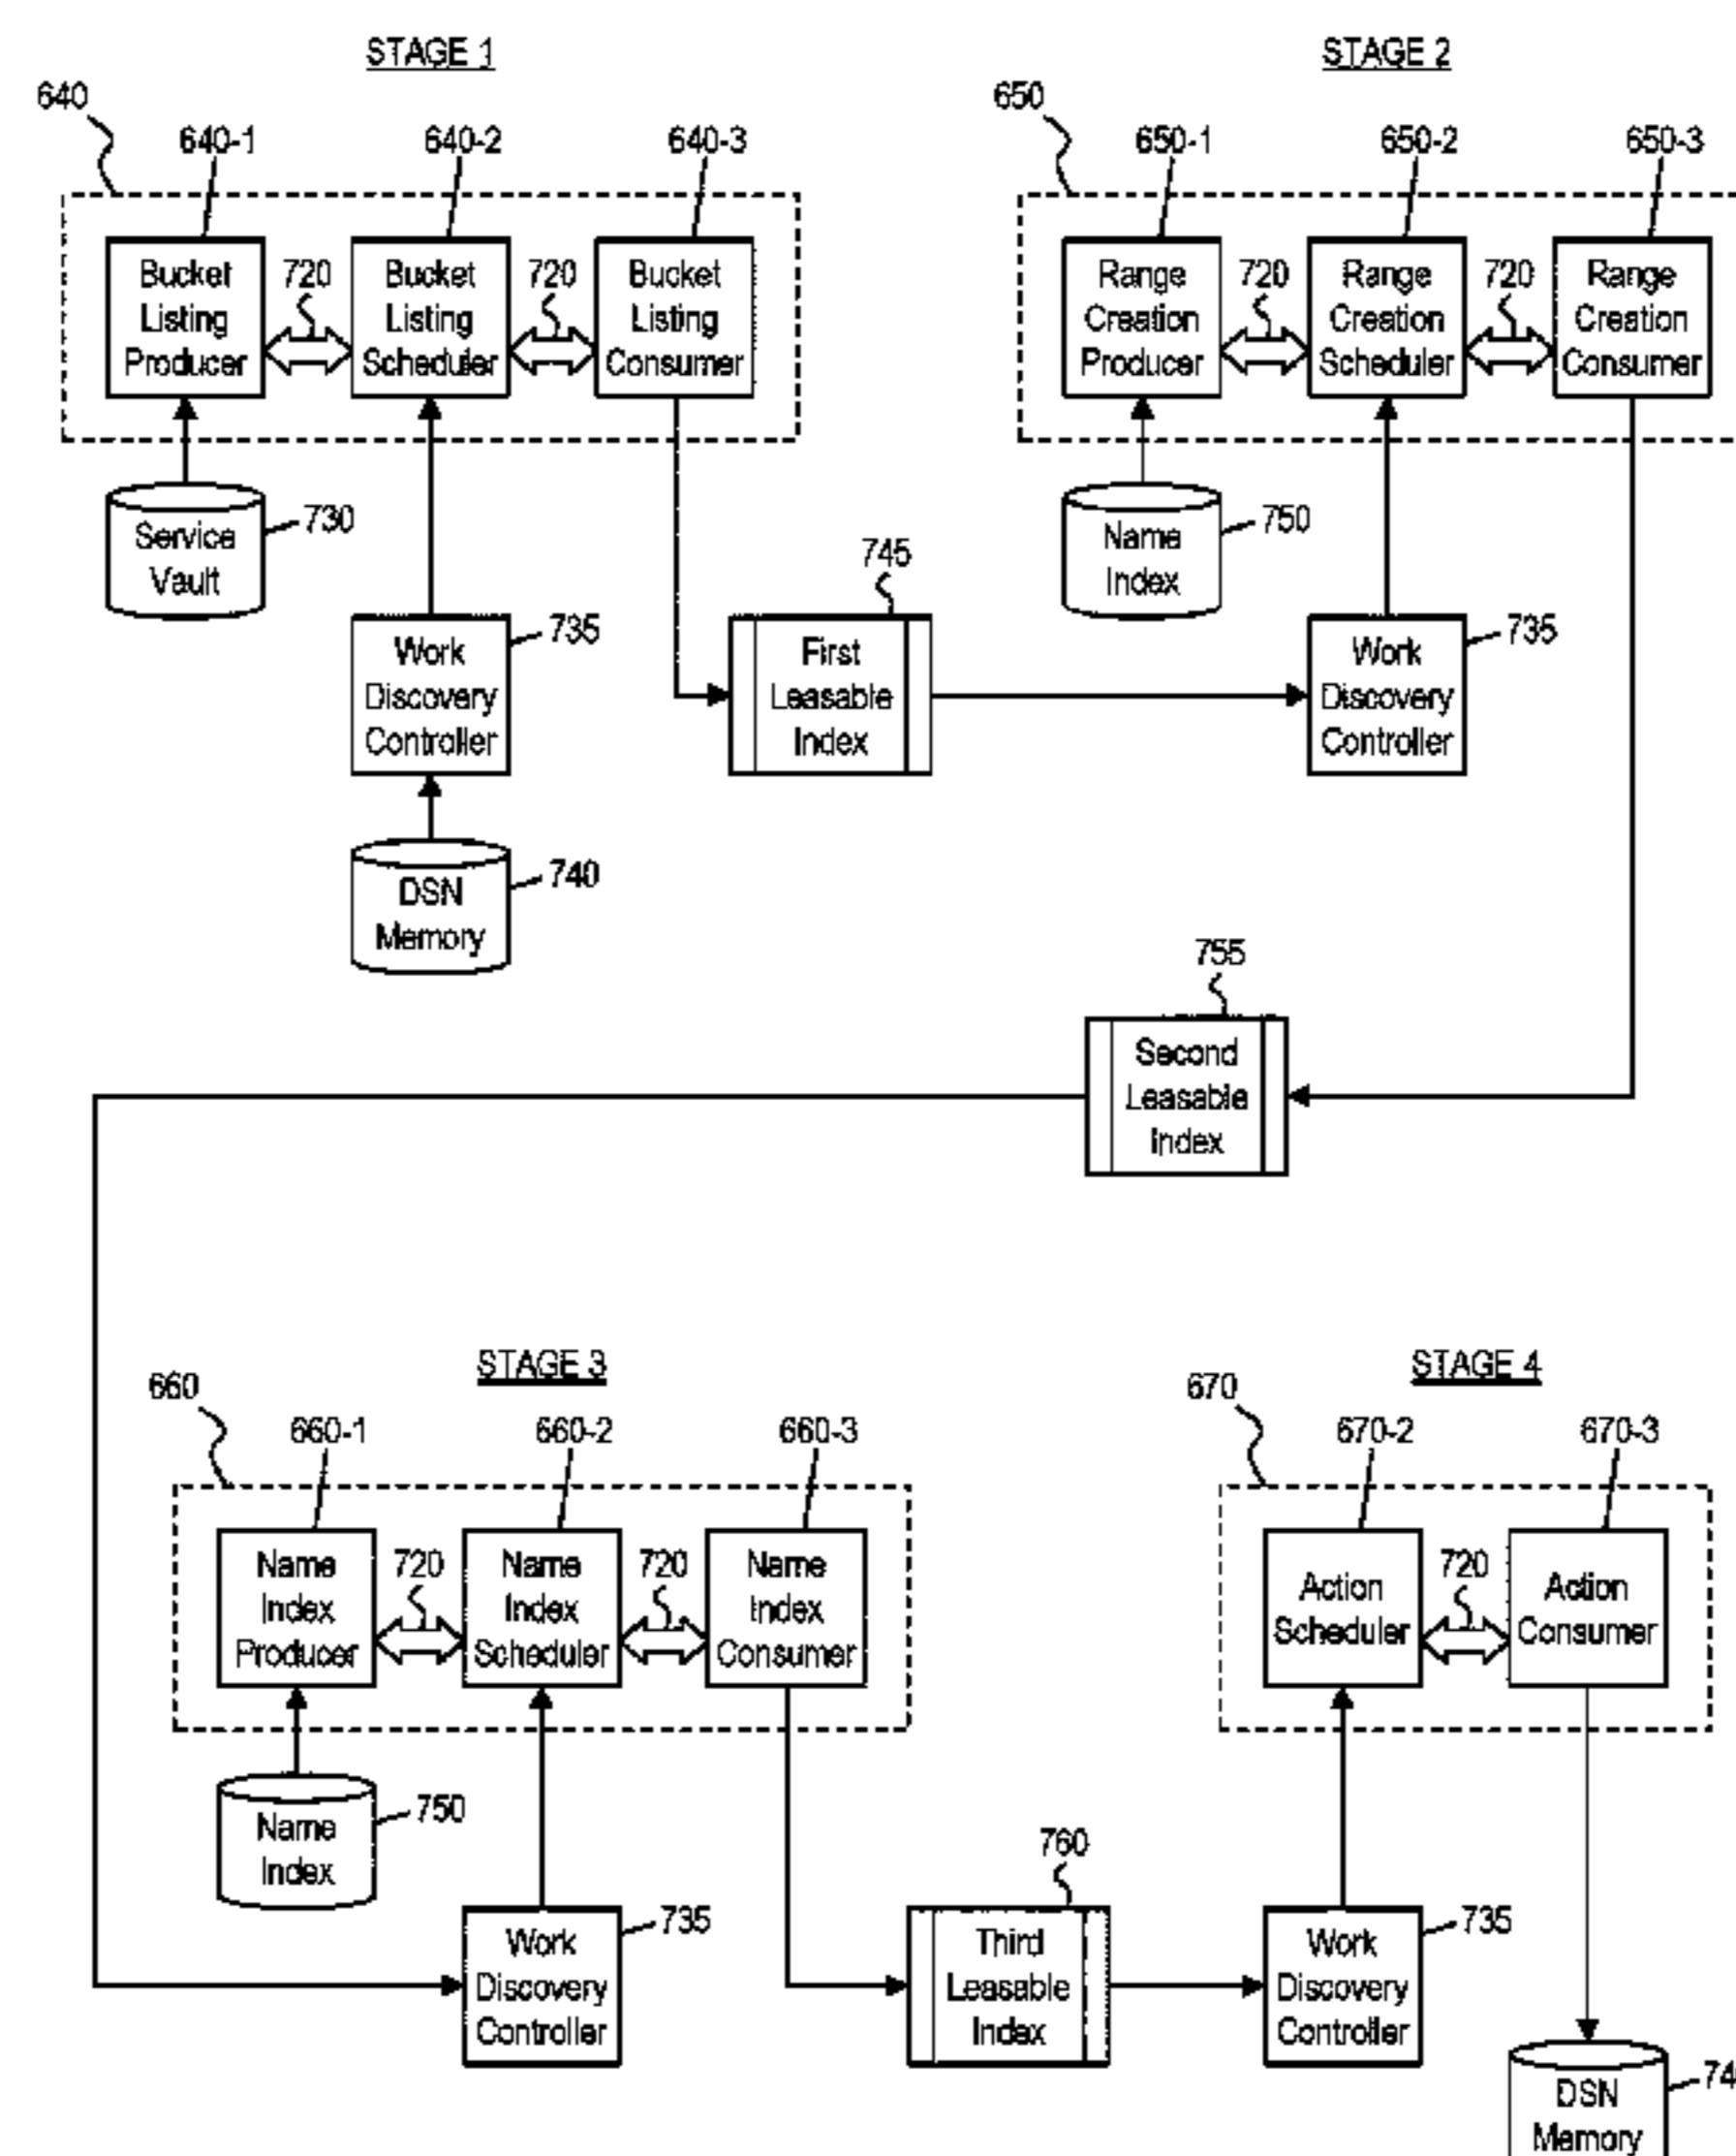 STAGE 1
640
640-1
640-2
640-3
Bucket
Listing
Producer
720
Bucket
Listing
Scheduler
720
Bucket
Listing
Consumer
Service
Vault
730
Work
Discovery
Controller
735
DSN
Memory
740
745
First
Leasable
Index
STAGE 2
650
650-1
650-2
650-3
Range
Creation
Producer
720
Range
Creation
Scheduler
720
Range
Creation
Consumer
Name
Index
750
Work
Discovery
Controller
735
755
Second
Leasable
Index
STAGE 3
660
660-1
660-2
660-3
Name
Index
Producer
720
Name
Index
Scheduler
720
Name
Index
Consumer
Name
Index
750
Work
Discovery
Controller
735
760
Third
Leasable
Index
STAGE 4
670
670-2
670-3
Action
Scheduler
720
Action
Consumer
Work
Discovery
Controller
735
DSN
Memory